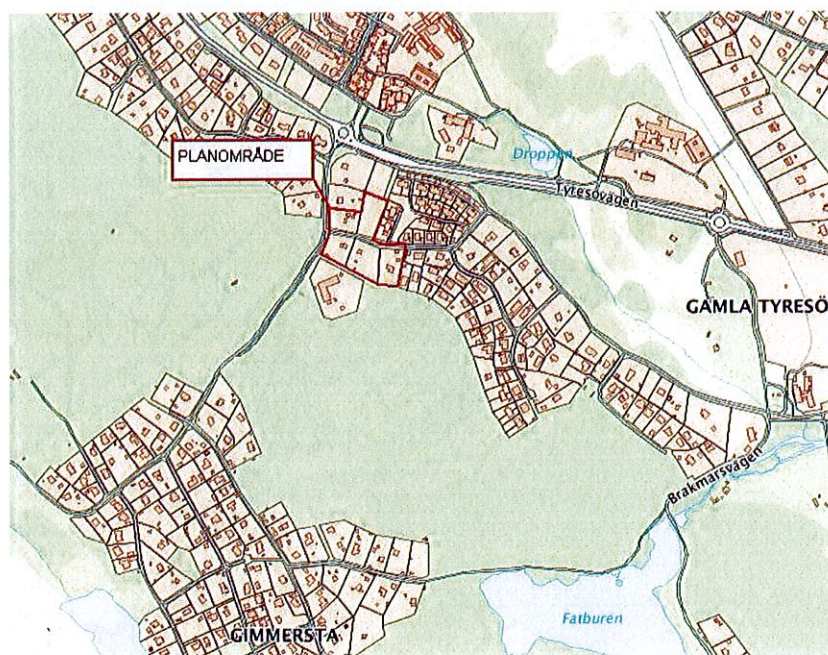 PLANOMRÅDE
Droppen
Tyresövägen
GAMLA TYRESÖ
Brakmarsvägen
Fatburen
GIMMERSTA